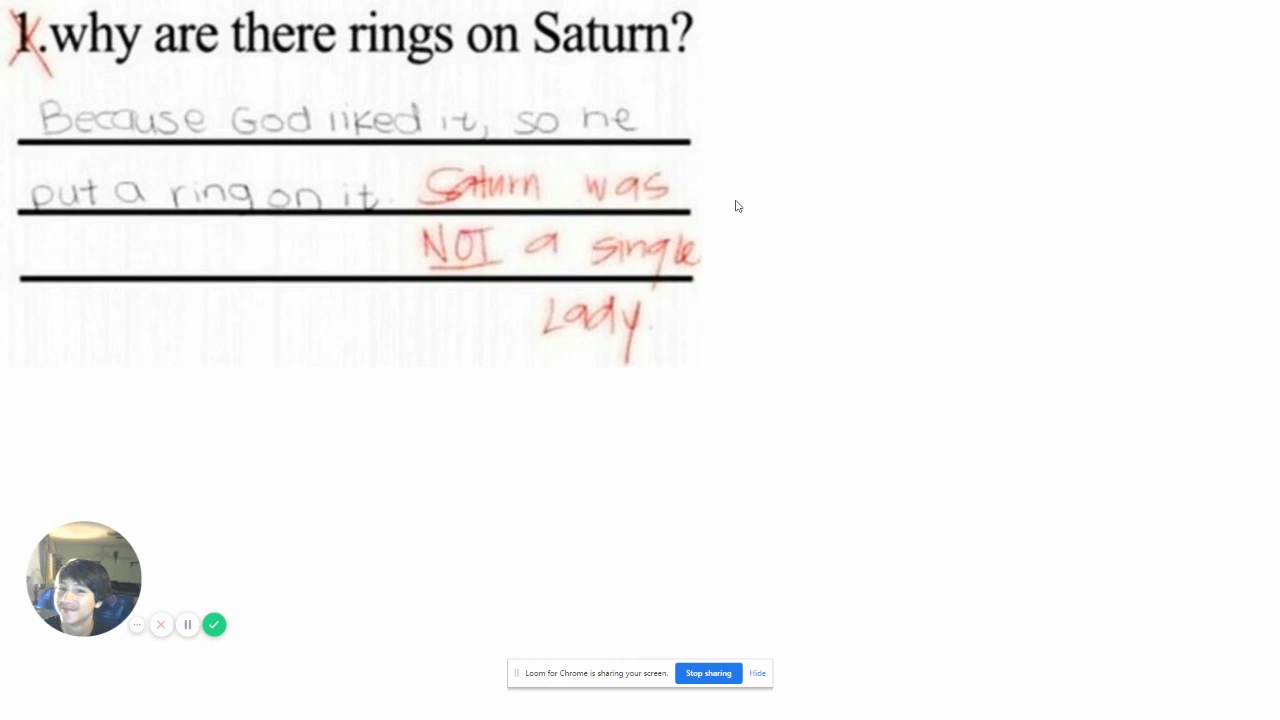 1.why are there rings on Saturn?
Because God liked it, so he
put a ring on it. Saturn was
NOT a single
Lady.
Loom for Chrome is sharing your screen. Stop sharing Hide